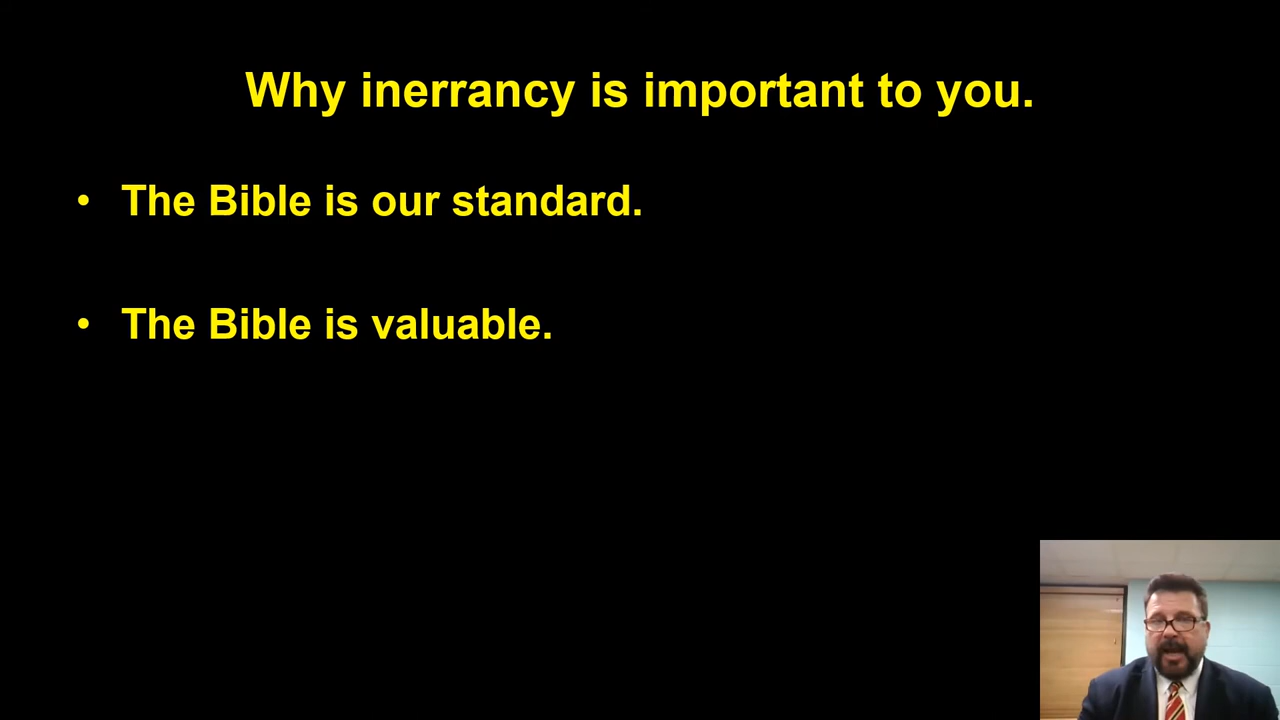 Why inerrancy is important to you.
• The Bible is our standard.
• The Bible is valuable.